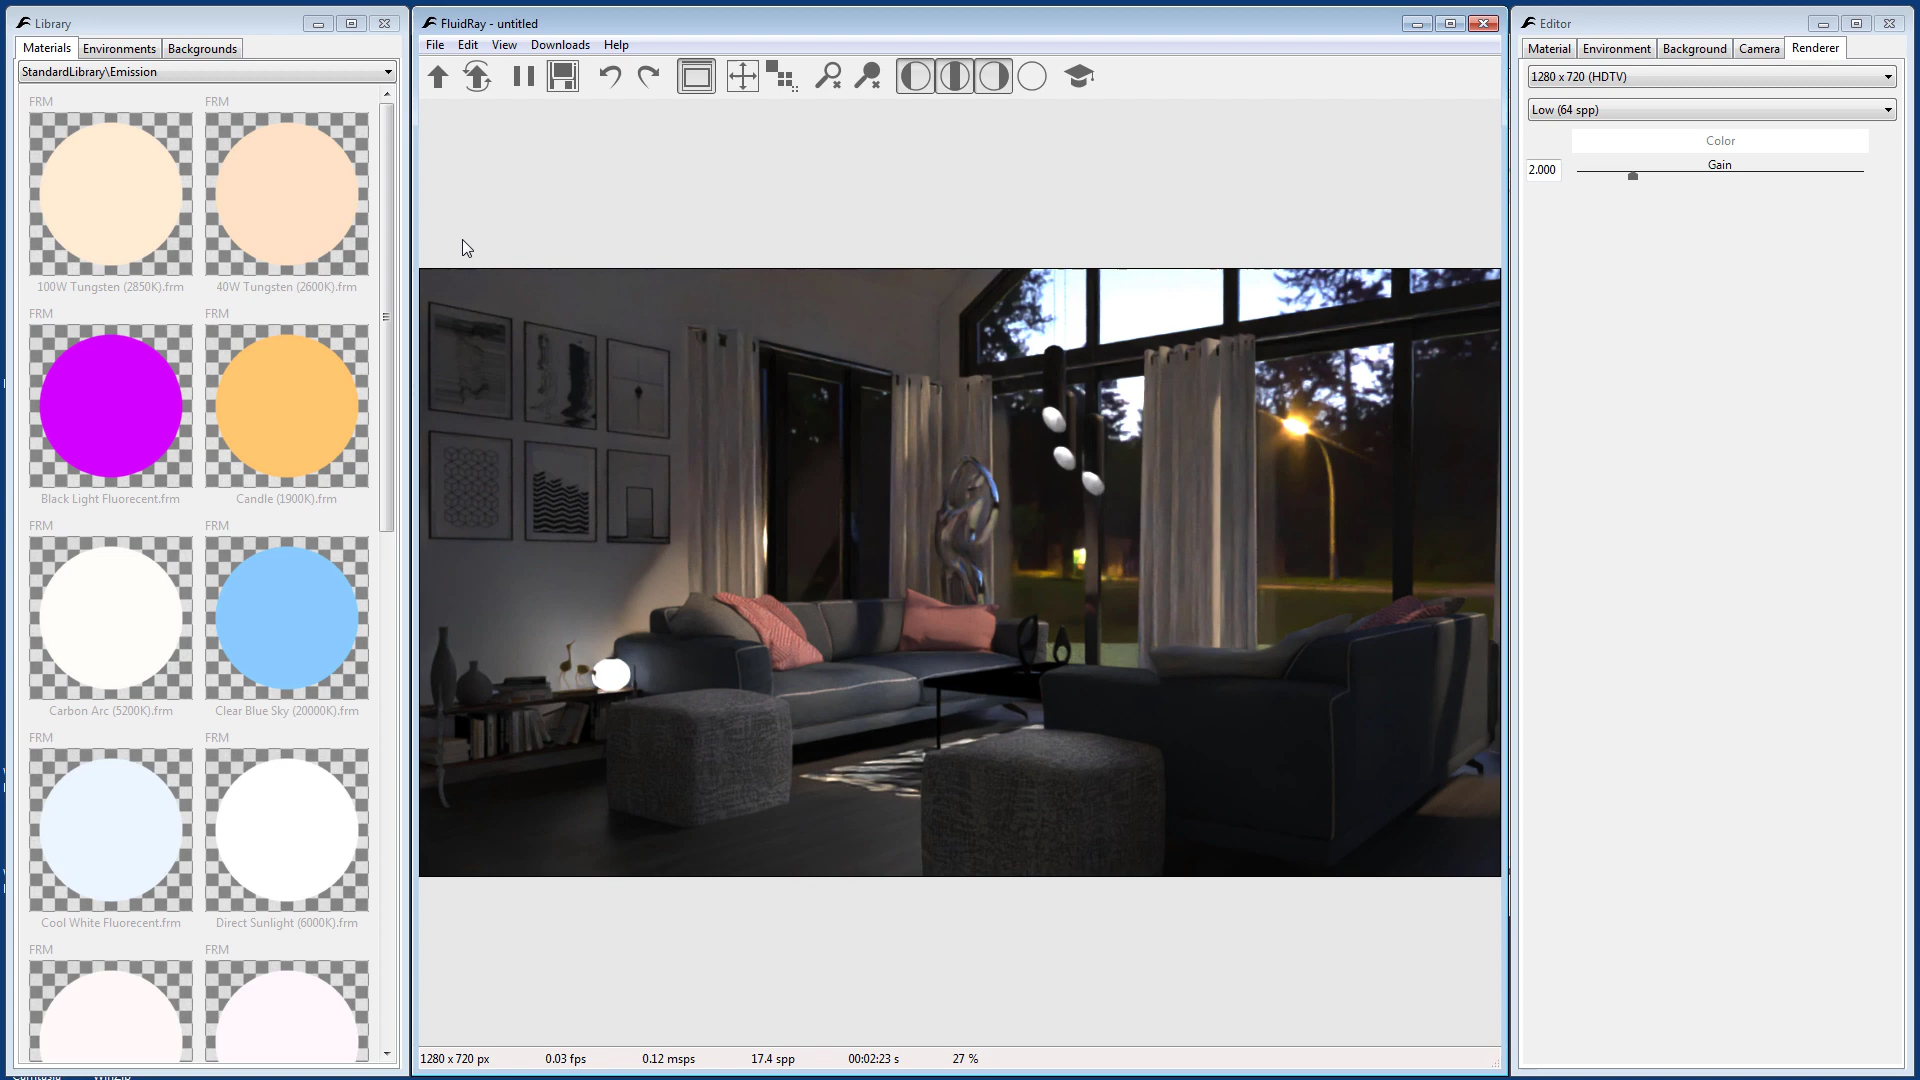 Library
Materials
Environments
Backgrounds
StandardLibrary\Emission
FRM
FRM
100W Tungsten (2850K).frm
40W Tungsten (2600K).frm
FRM
FRM
Black Light Fluorecent.frm
Candle (1900K).frm
FRM
FRM
Carbon Arc (5200K).frm
Clear Blue Sky (20000K).frm
FRM
FRM
Cool White Fluorecent.frm
Direct Sunlight (6000K).frm
FRM
FRM
FluidRay - untitled
File
Edit
View
Downloads
Help
1280 x 720 px
0.03 fps
0.12 msps
17.4 spp
00:02:23 s
27 %
Editor
Material
Environment
Background
Camera
Renderer
1280 x 720 (HDTV)
Low (64 spp)
Color
2.000
Gain